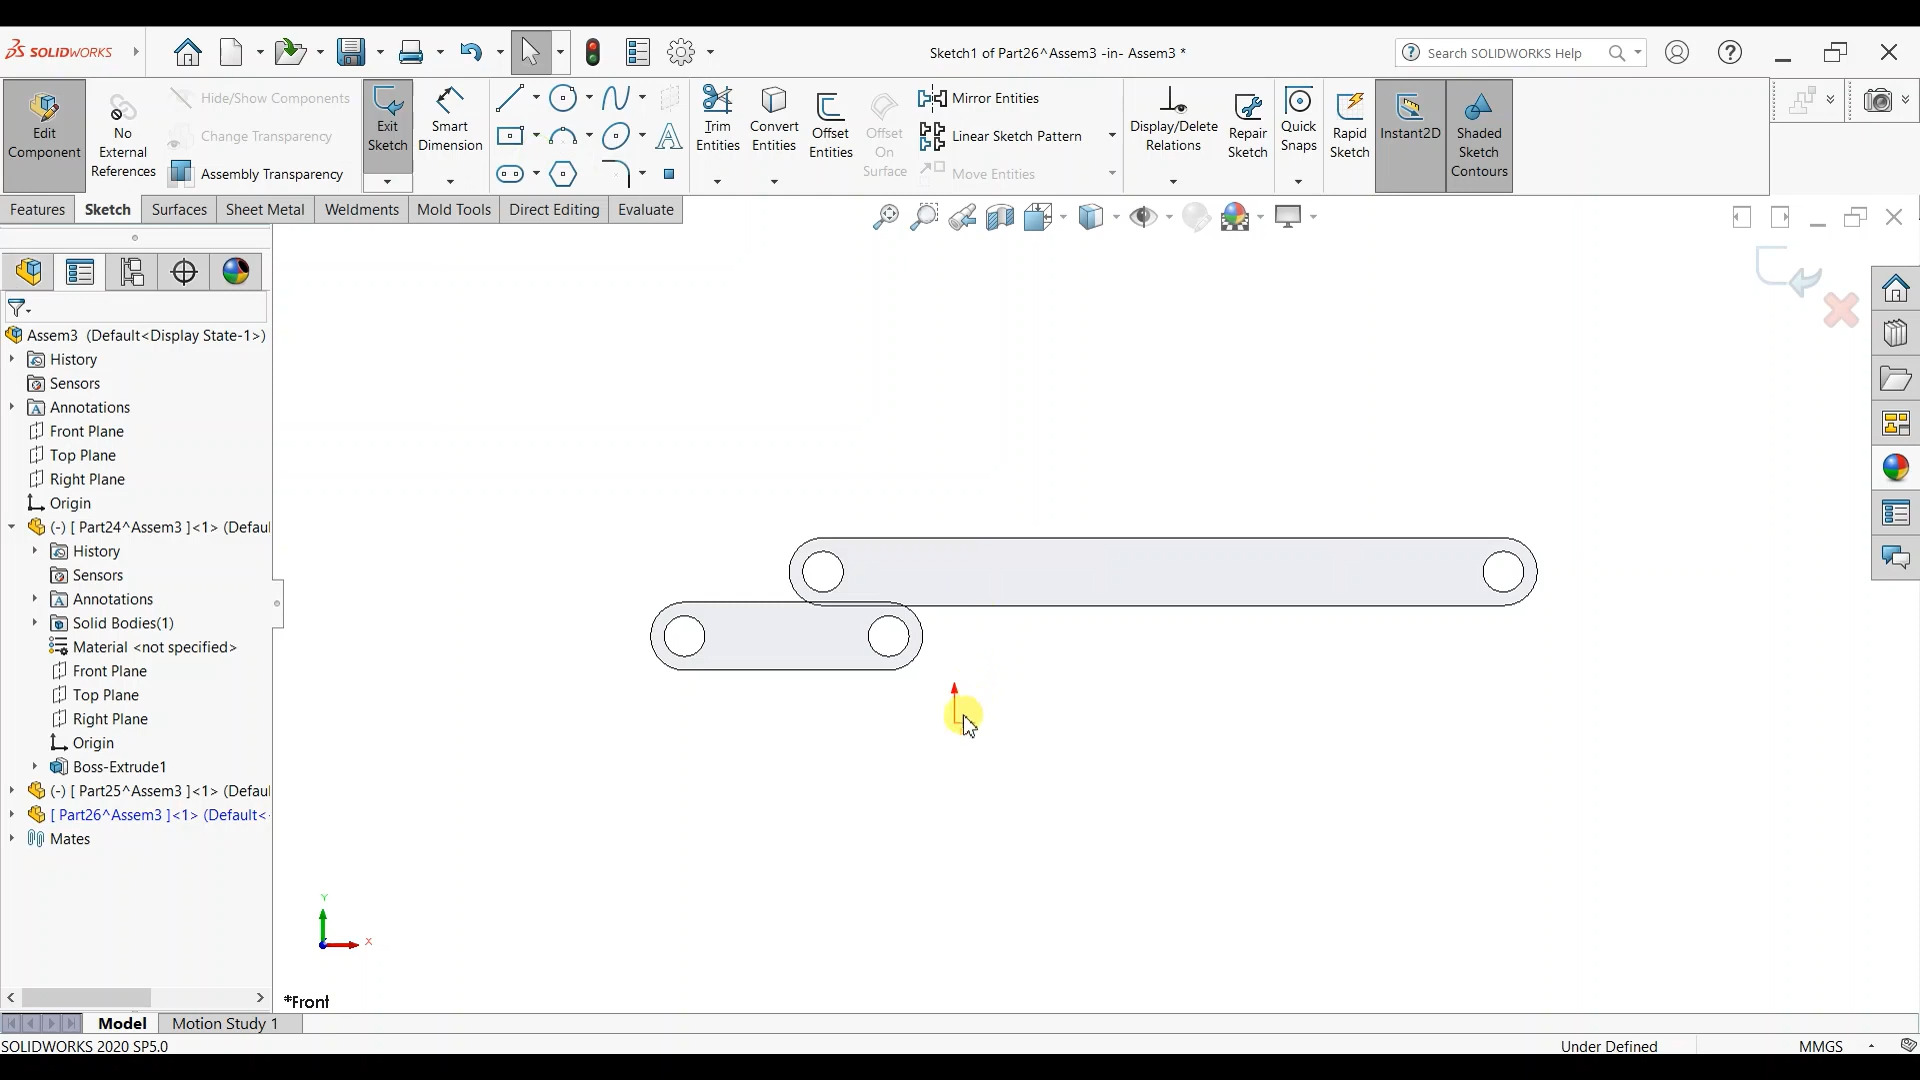 SOLIDWORKS
Sketch1 of Part26^Assem3 -in- Assem3 *
Search SOLIDWORKS Help
Edit Component
No External References
Hide/Show Components
Change Transparency
Assembly Transparency
Exit Sketch
Smart Dimension
Trim Entities
Convert Entities
Offset Entities
Offset On Surface
Mirror Entities
Linear Sketch Pattern
Move Entities
Display/Delete Relations
Repair Sketch
Quick Snaps
Rapid Sketch
Instant2D
Shaded Sketch Contours
Features
Sketch
Surfaces
Sheet Metal
Weldments
Mold Tools
Direct Editing
Evaluate
Assem3 (Default<Display State-1>)
History
Sensors
Annotations
Front Plane
Top Plane
Right Plane
Origin
(-) [ Part24^Assem3 ]<1> (Defaul
History
Sensors
Annotations
Solid Bodies(1)
Material <not specified>
Front Plane
Top Plane
Right Plane
Origin
Boss-Extrude1
(-) [ Part25^Assem3 ]<1> (Defaul
[ Part26^Assem3 ]<1> (Default<
Mates
Y
X
*Front
Model
Motion Study 1
SOLIDWORKS 2020 SP5.0
Under Defined
MMGS